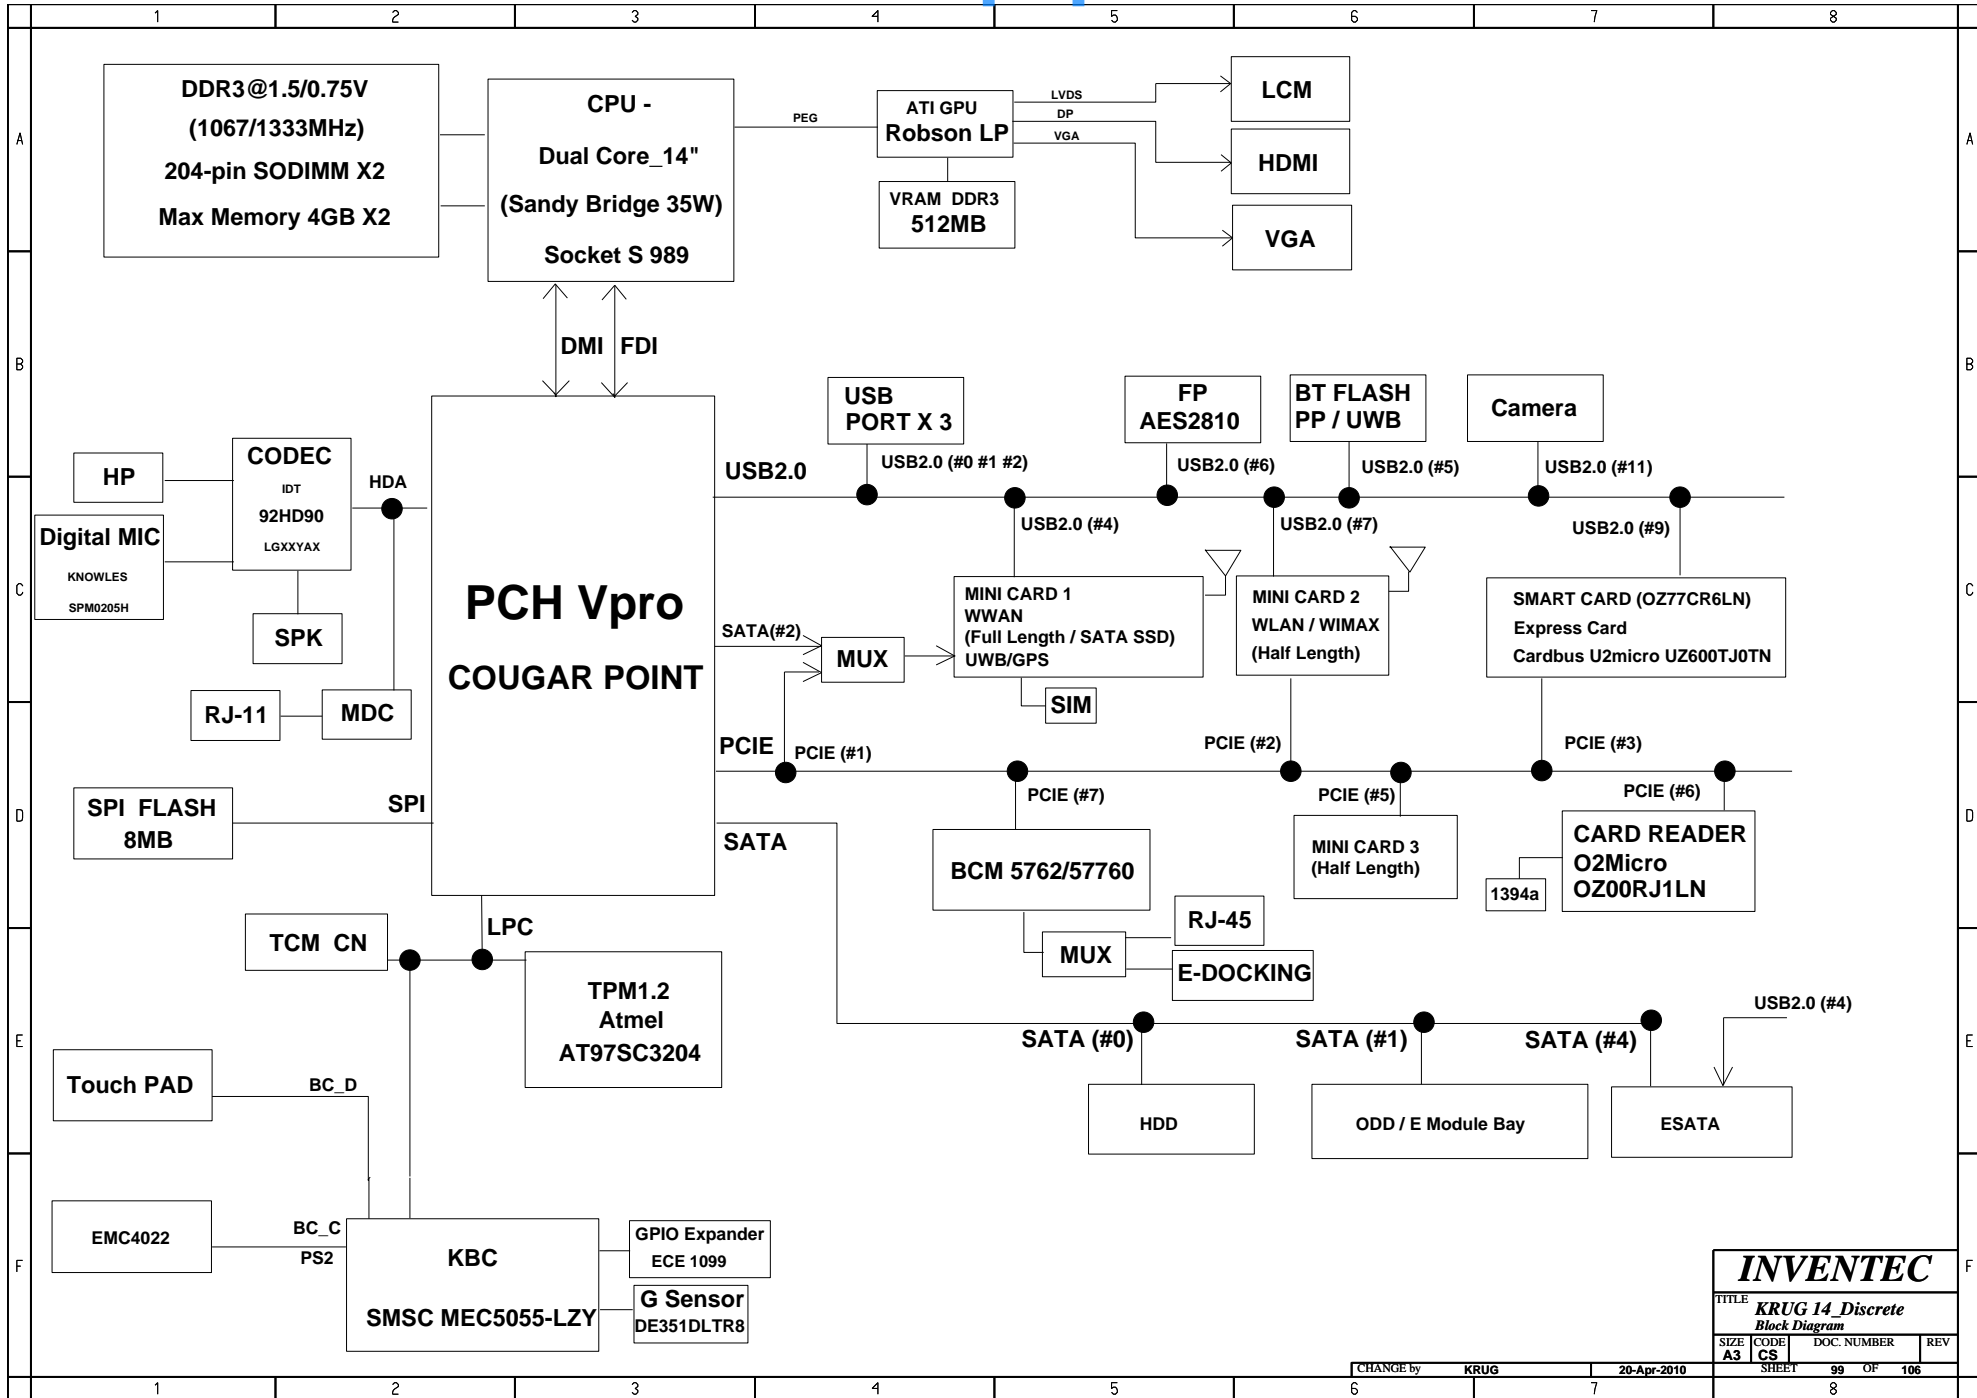 1 2 3 4 5 6 7 8
A
B
C
D
E
F
DDR3@1.5/0.75V
(1067/1333MHz)
204-pin SODIMM X2
Max Memory 4GB X2
CPU -
Dual Core_14"
(Sandy Bridge 35W)
Socket S 989
PEG
ATI GPU
Robson LP
VRAM DDR3
512MB
LVDS
DP
VGA
LCM
HDMI
VGA
DMI FDI
USB
PORT X 3
FP
AES2810
BT FLASH
PP / UWB
Camera
USB2.0
USB2.0 (#0 #1 #2)
USB2.0 (#6)
USB2.0 (#5)
USB2.0 (#11)
USB2.0 (#4)
USB2.0 (#7)
USB2.0 (#9)
HP
Digital MIC
KNOWLES
SPM0205H
CODEC
IDT
92HD90
LGXXYAX
HDA
SPK
RJ-11
MDC
PCH Vpro
COUGAR POINT
SATA(#2)
MUX
MINI CARD 1
WWAN
(Full Length / SATA SSD)
UWB/GPS
SIM
MINI CARD 2
WLAN / WIMAX
(Half Length)
SMART CARD (OZ77CR6LN)
Express Card
Cardbus U2micro UZ600TJ0TN
PCIE
PCIE (#1)
PCIE (#2)
PCIE (#3)
PCIE (#7)
PCIE (#5)
PCIE (#6)
SPI FLASH
8MB
SPI
SATA
BCM 5762/57760
MINI CARD 3
(Half Length)
1394a
CARD READER
O2Micro
OZ00RJ1LN
RJ-45
MUX
E-DOCKING
TCM CN
LPC
TPM1.2
Atmel
AT97SC3204
SATA (#0)
SATA (#1)
SATA (#4)
USB2.0 (#4)
HDD
ODD / E Module Bay
ESATA
Touch PAD
BC_D
EMC4022
BC_C
PS2
KBC
SMSC MEC5055-LZY
GPIO Expander
ECE 1099
G Sensor
DE351DLTR8
INVENTEC
TITLE
KRUG 14_Discrete
Block Diagram
SIZE CODE DOC. NUMBER REV
A3 CS
CHANGE by KRUG 20-Apr-2010 SHEET 99 OF 106
A
B
C
D
E
F
1 2 3 4 5 6 7 8